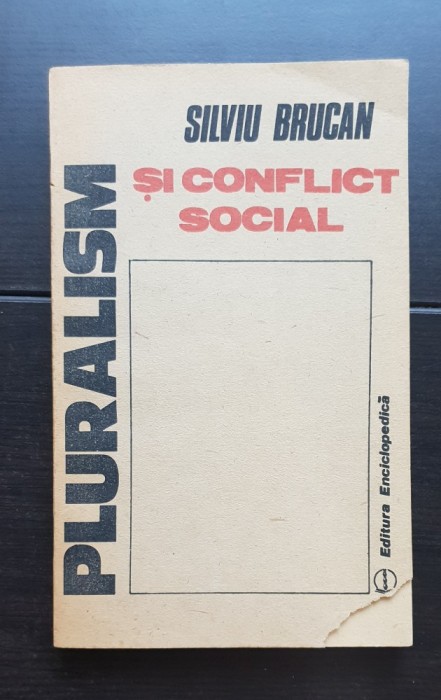 SILVIU BRUCAN
PLURALISM
ȘI CONFLICT
SOCIAL
Editura Enciclopedică